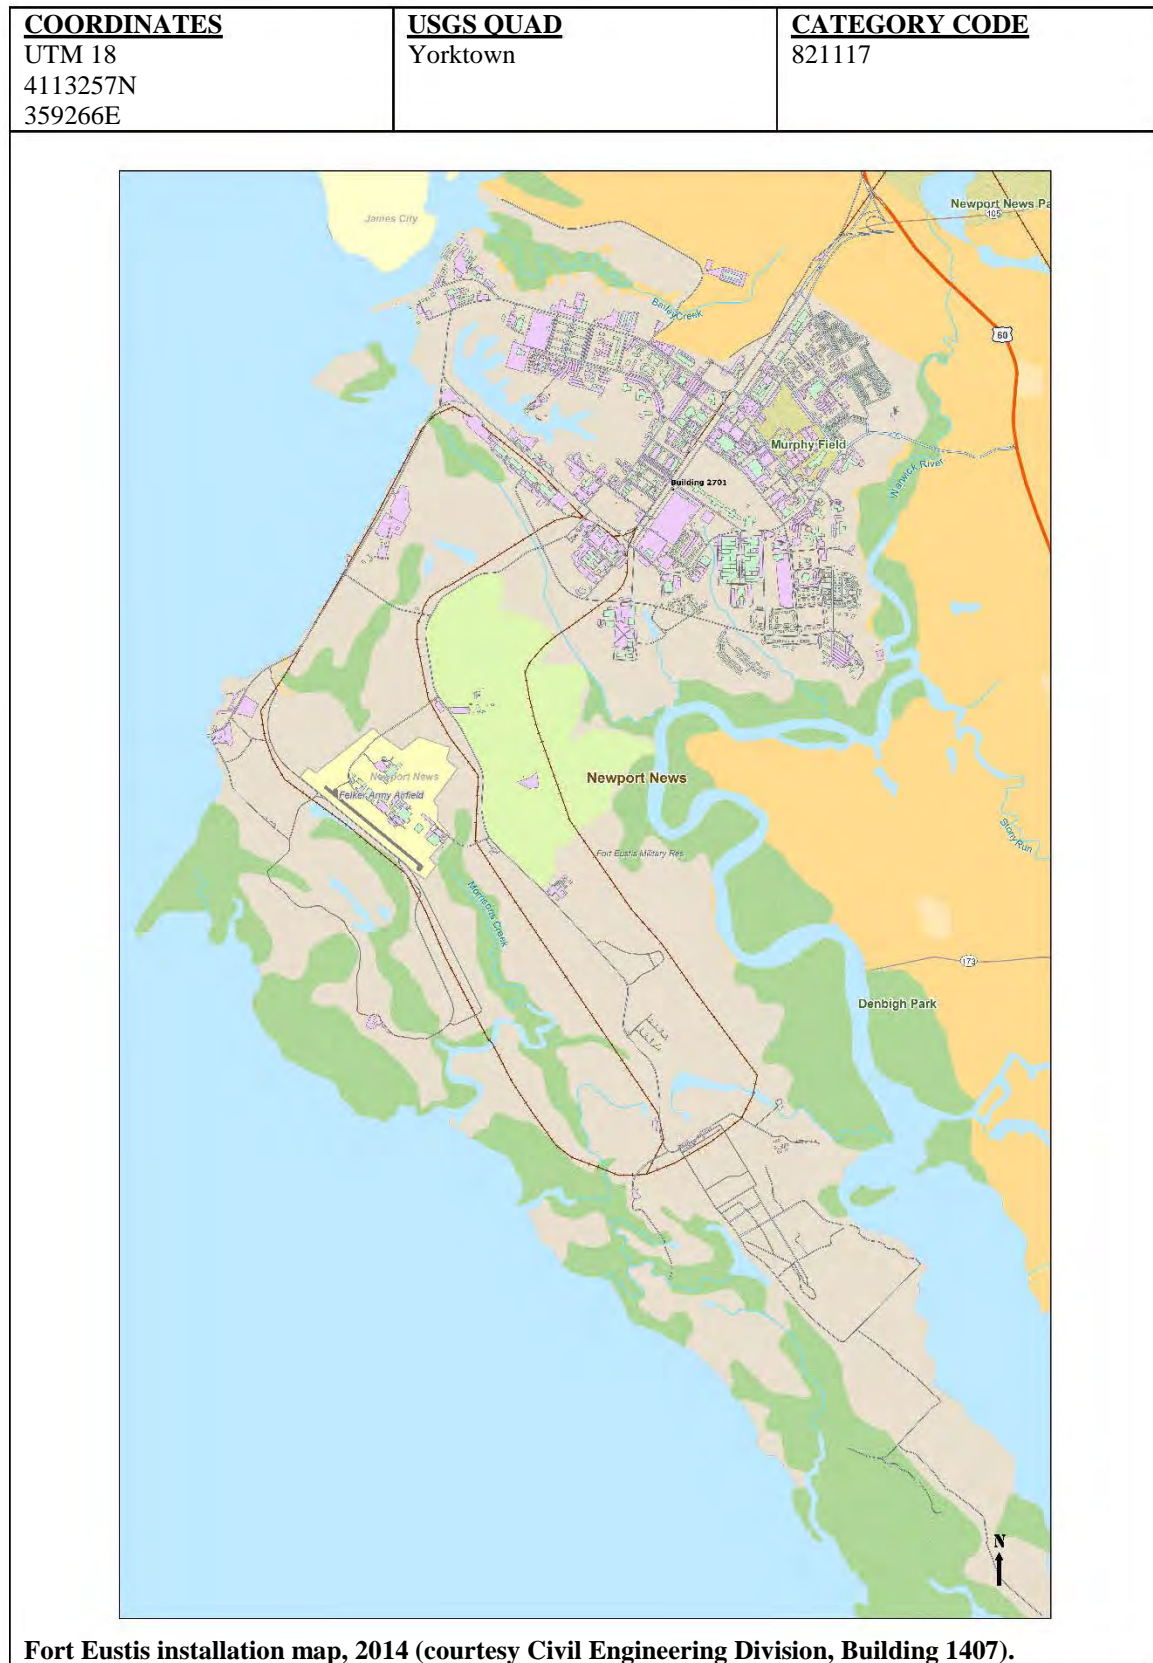 COORDINATES
UTM 18
4113257N
359266E
USGS QUAD
Yorktown
CATEGORY CODE
821117
James City
Newport News Pa
105
Bailey Creek
60
Murphy Field
Warwick River
Building 2701
Newport News
Newport News
Felker Army Airfield
Stony Run
Fort Eustis Military Res
Morrisons Creek
173
Denbigh Park
N
Fort Eustis installation map, 2014 (courtesy Civil Engineering Division, Building 1407).